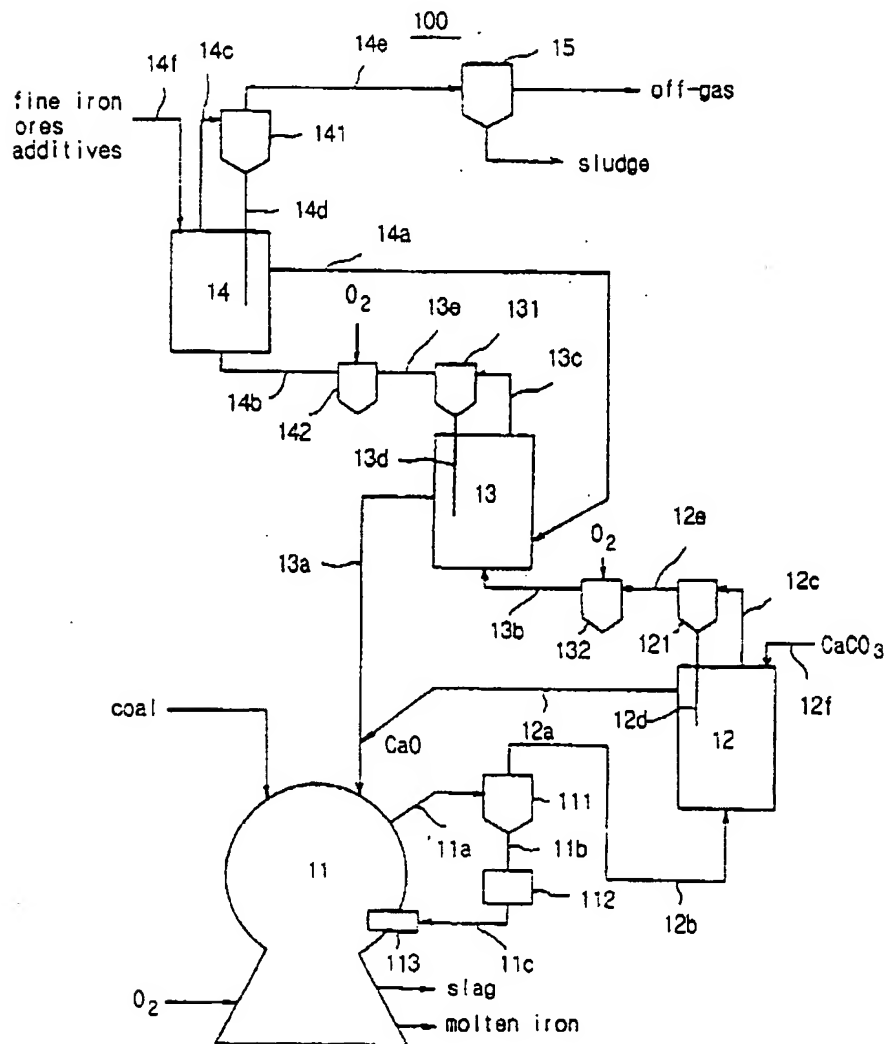 100
14f
14c
14e
15
fine iron
ores
additives
141
off-gas
sludge
14d
14a
14
O2
13e
131
13c
14b
142
13d
13
O2
12e
12c
13a
13b
132
121
CaCO3
coal
12a
12d
12
12f
CaO
111
11a
11b
11
112
12b
113
11c
O2
slag
molten iron